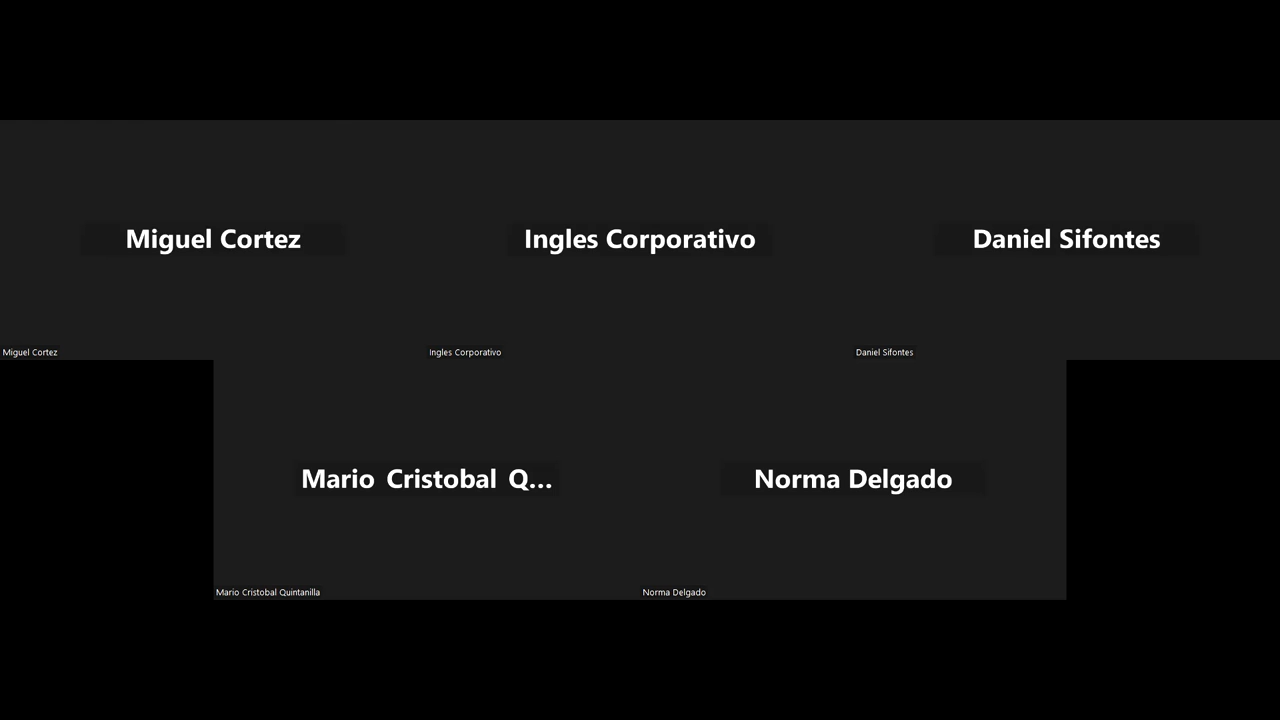 Miguel Cortez
Ingles Corporativo
Daniel Sifontes
Miguel Cortez
Ingles Corporativo
Daniel Sifontes
Mario Cristobal Q...
Norma Delgado
Mario Cristobal Quintanilla
Norma Delgado